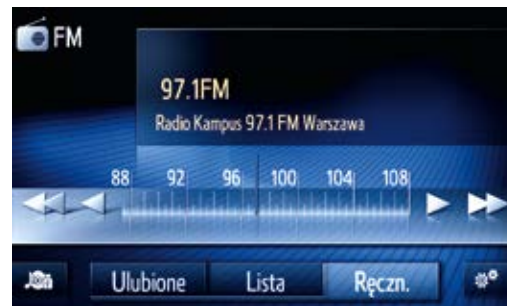 FM
97.1FM
Radio Kampus 97.1 FM Warszawa
88 92 96 100 104 108
Ulubione Lista Ręczn.